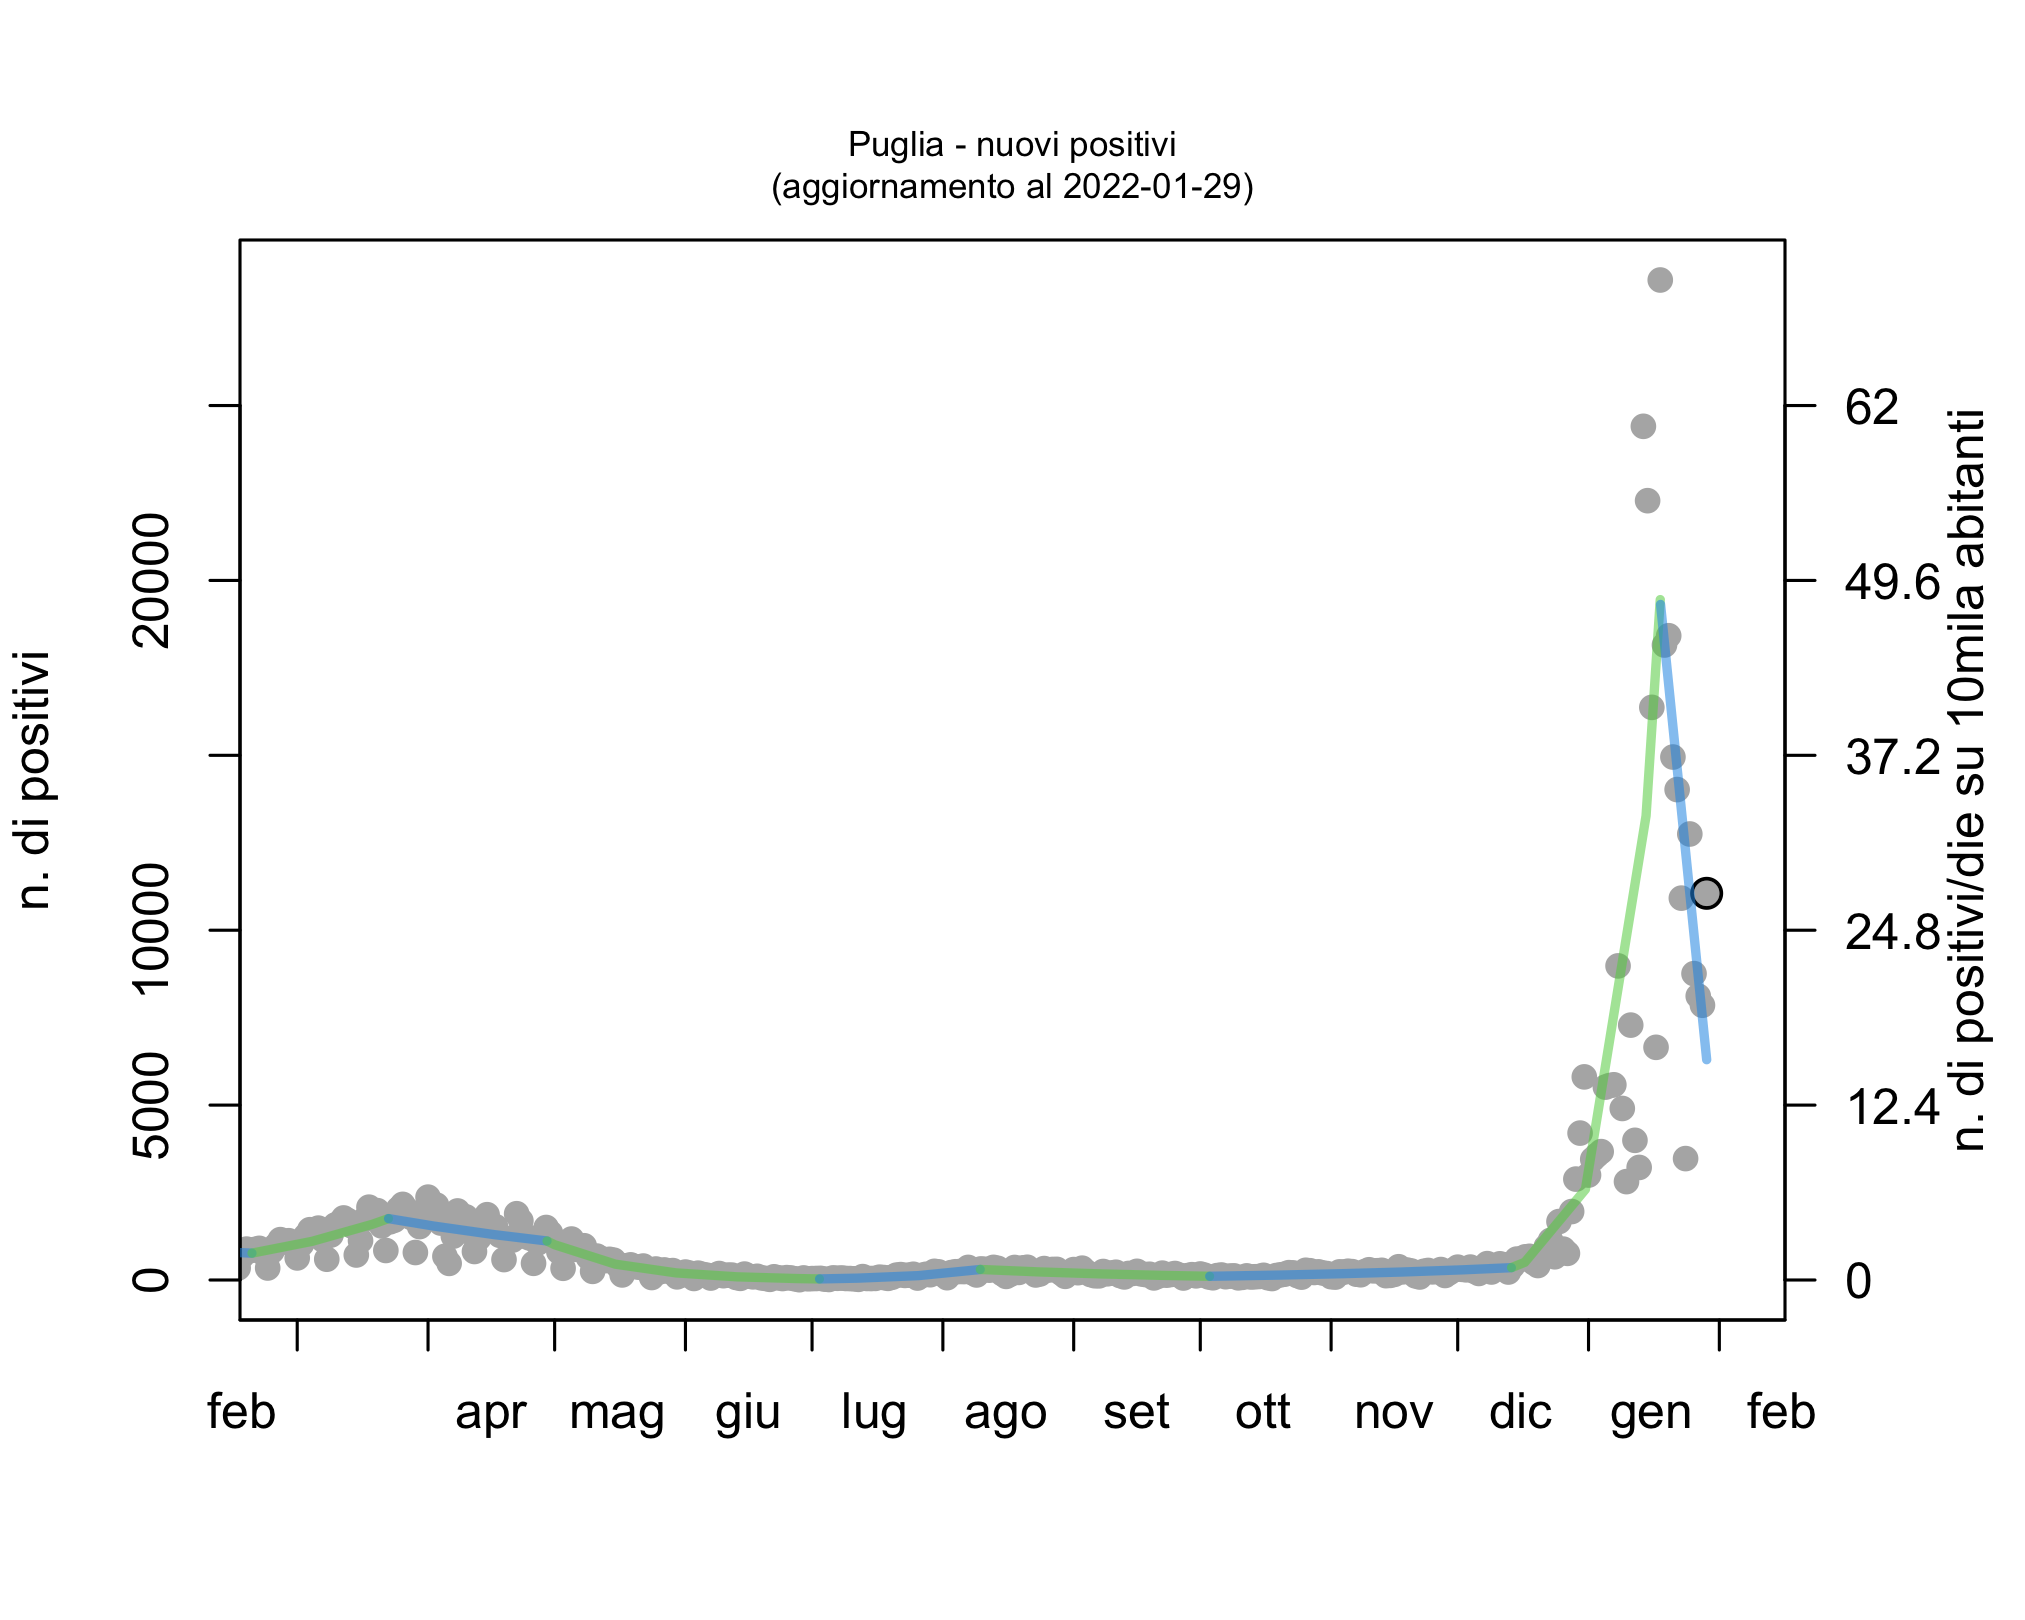 Puglia - nuovi positivi
(aggiornamento al 2022-01-29)
n. di positivi
20000
10000
5000
0
62
49.6
37.2
24.8
12.4
0
n. di positivi/die su 10mila abitanti
feb apr mag giu lug ago set ott nov dic gen feb